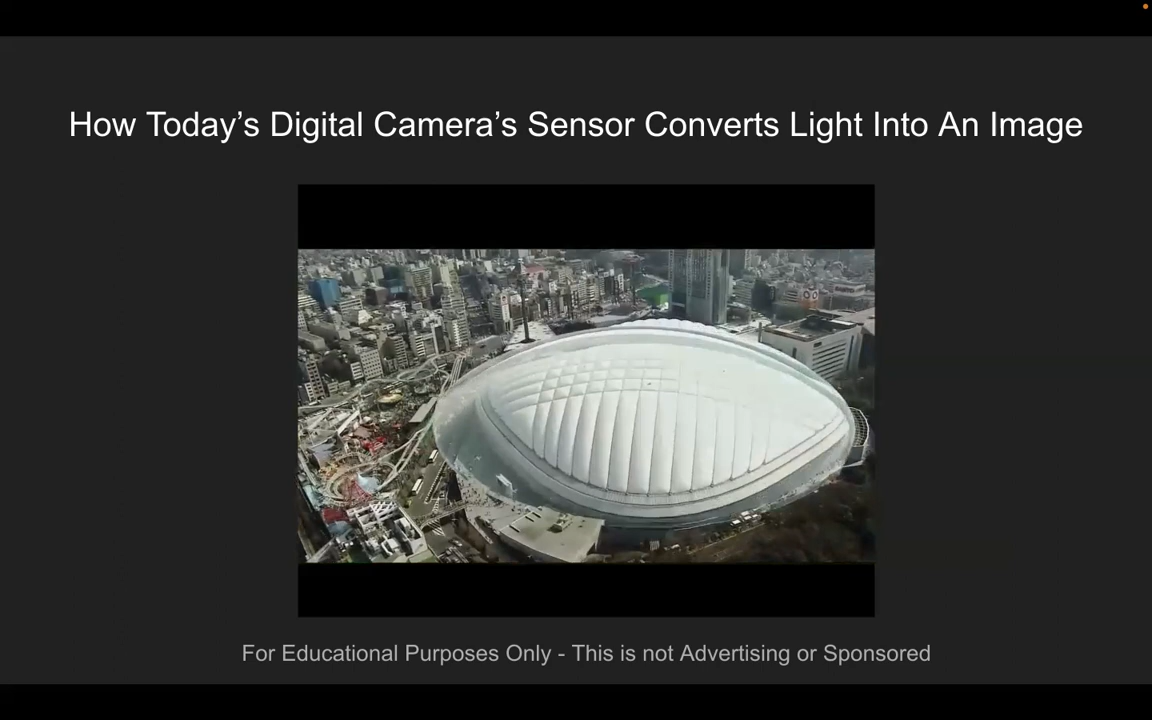 How Today’s Digital Camera’s Sensor Converts Light Into An Image
For Educational Purposes Only - This is not Advertising or Sponsored